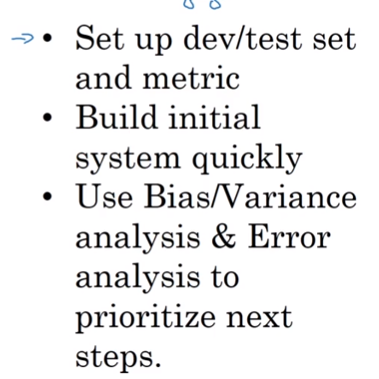 • Set up dev/test set
and metric
• Build initial
system quickly
• Use Bias/Variance
analysis & Error
analysis to
prioritize next
steps.